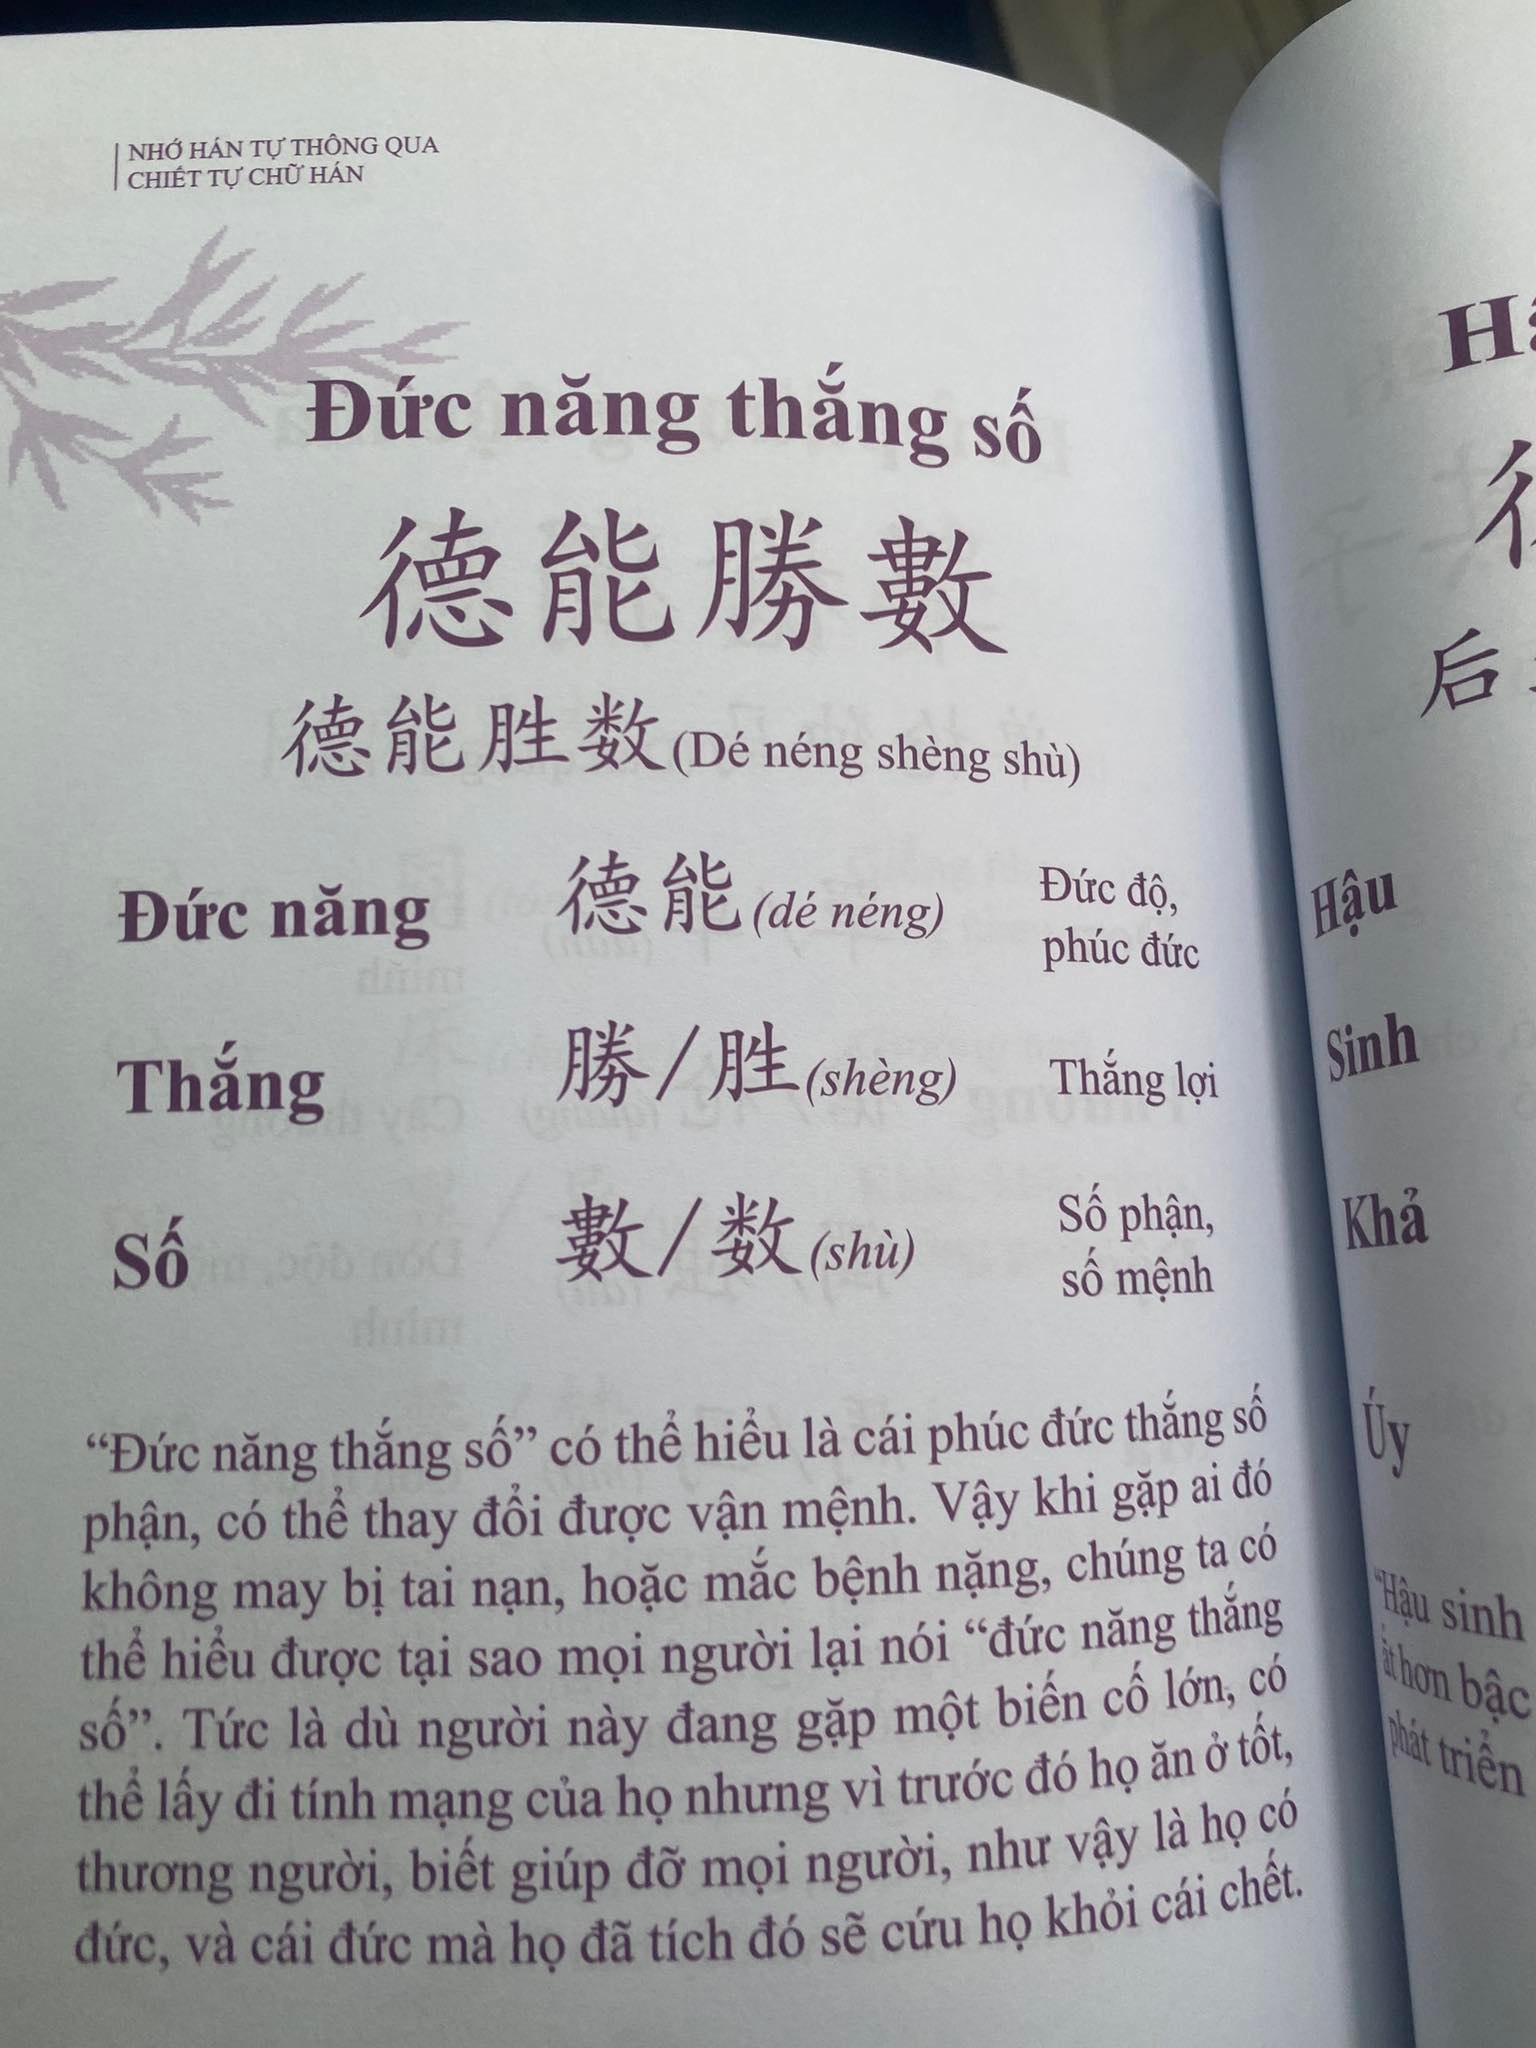 NHỚ HÁN TỰ THÔNG QUA
CHIẾT TỰ CHỮ HÁN
Đức năng thắng số
德能勝數
德能胜数(Dé néng shèng shù)
Đức năng 德能(dé néng) Đức độ,
phúc đức
Thắng 勝/胜(shèng) Thắng lợi
Số 數/数(shù) Số phận,
số mệnh
“Đức năng thắng số” có thể hiểu là cái phúc đức thắng số
phận, có thể thay đổi được vận mệnh. Vậy khi gặp ai đó
không may bị tai nạn, hoặc mắc bệnh nặng, chúng ta có
thể hiểu được tại sao mọi người lại nói “đức năng thắng
số”. Tức là dù người này đang gặp một biến cố lớn, có
thể lấy đi tính mạng của họ nhưng vì trước đó họ ăn ở tốt,
thương người, biết giúp đỡ mọi người, như vậy là họ có
đức, và cái đức mà họ đã tích đó sẽ cứu họ khỏi cái chết.
后
Hậu
Sinh
Khả
Úy
“Hậu sinh
ắt hơn bậc
phát triển